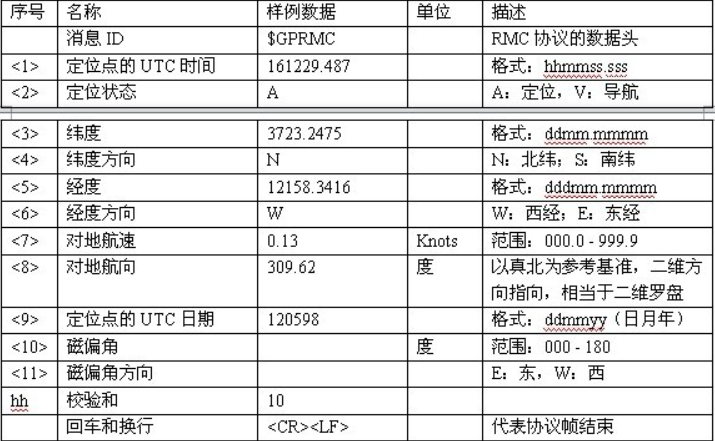 序号 名称 样例数据 单位 描述
消息 ID $GPRMC RMC 协议的数据头
<1> 定位点的 UTC 时间 161229.487 格式：hhmmss.sss
<2> 定位状态 A A：定位，V：导航
<3> 纬度 3723.2475 格式：ddmm.mmmm
<4> 纬度方向 N N：北纬；S：南纬
<5> 经度 12158.3416 格式：dddmm.mmmm
<6> 经度方向 W W：西经；E：东经
<7> 对地航速 0.13 Knots 范围：000.0 - 999.9
<8> 对地航向 309.62 度 以真北为参考基准，二维方
向指向，相当于二维罗盘
<9> 定位点的 UTC 日期 120598 格式：ddmmyy（日月年）
<10> 磁偏角 度 范围：000 - 180
<11> 磁偏角方向 E：东，W：西
hh 校验和 10
回车和换行 <CR><LF> 代表协议帧结束